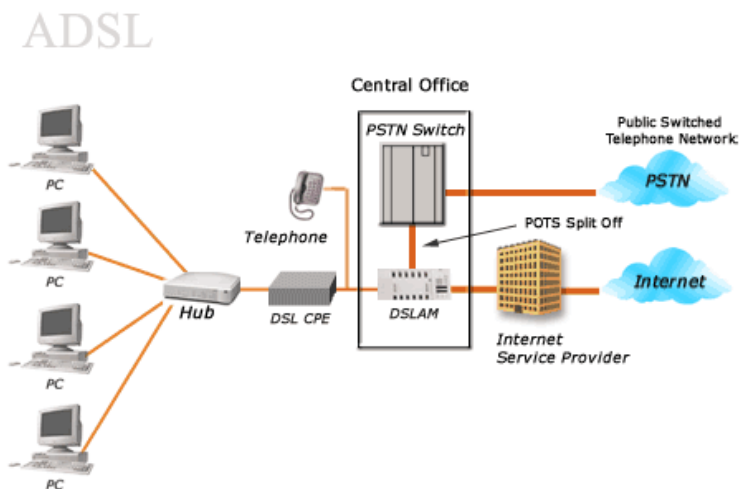 ADSL
Central Office
PSTN Switch
Public Switched
Telephone Network
PSTN
PC
Telephone
POTS Split Off
PC
Hub
DSL CPE
DSLAM
Internet
Internet
Service Provider
PC
PC